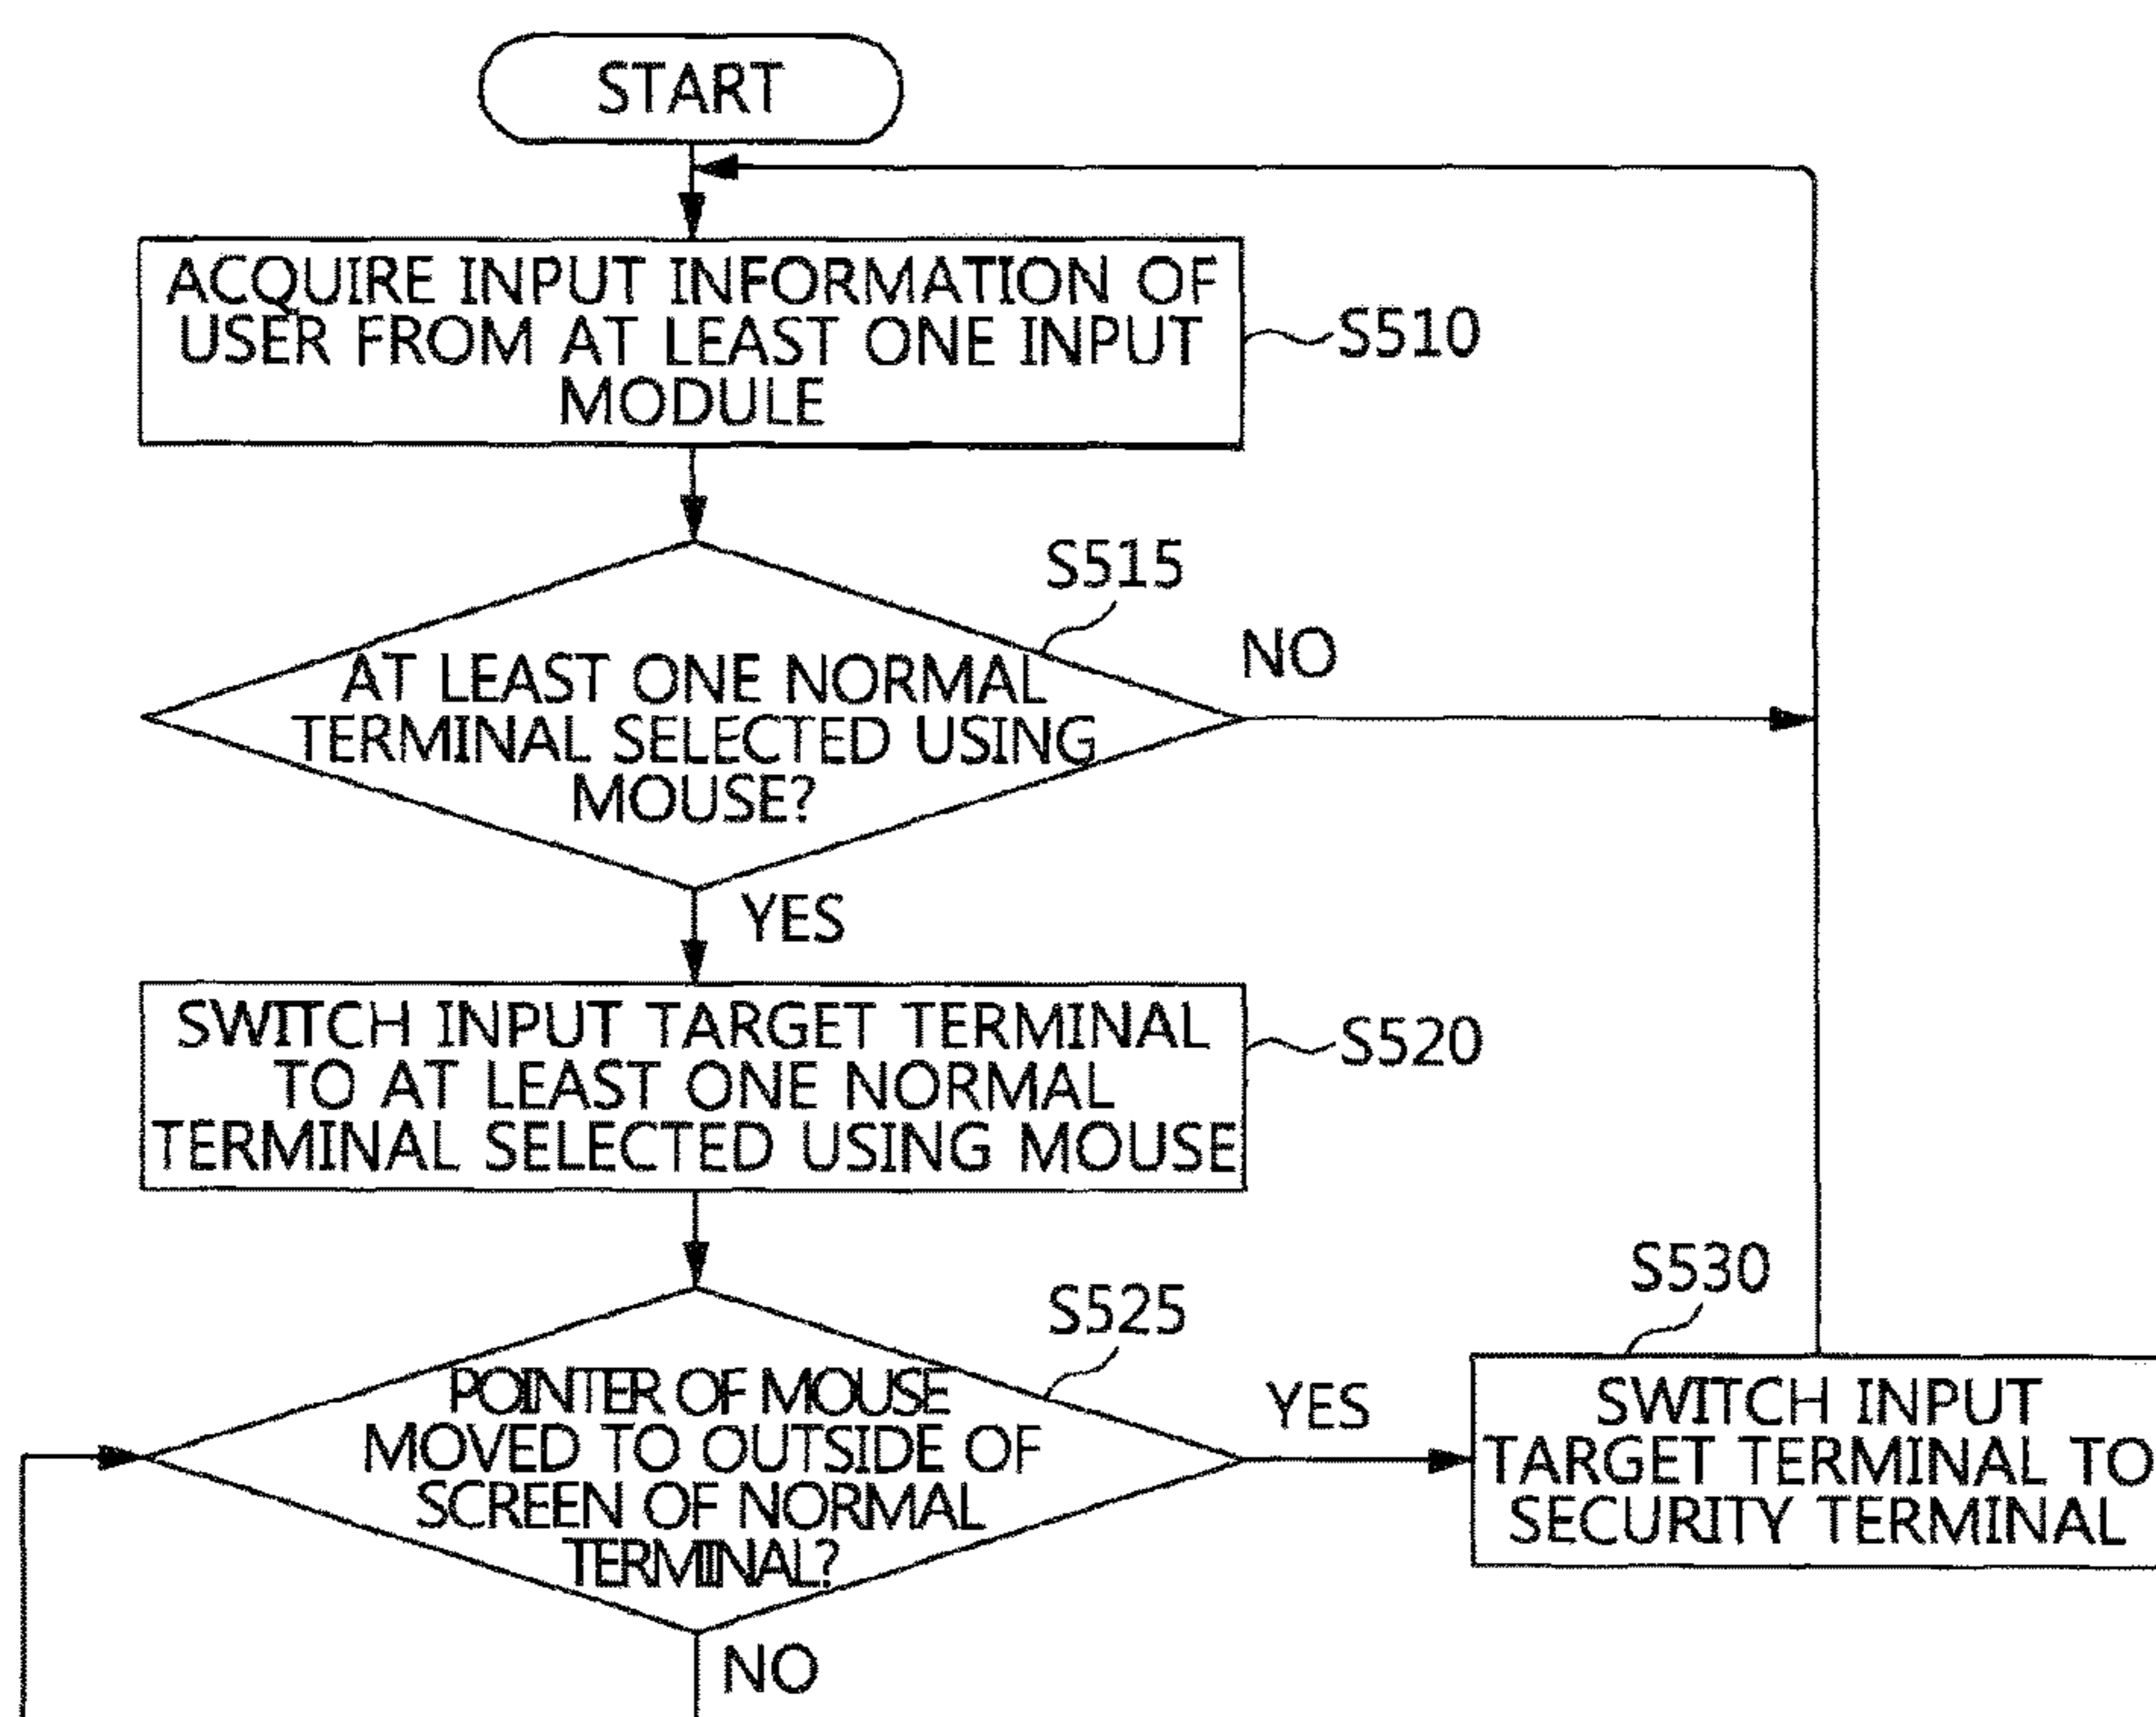 START
ACQUIRE INPUT INFORMATION OF
USER FROM AT LEAST ONE INPUT
MODULE
S510
S515
AT LEAST ONE NORMAL
TERMINAL SELECTED USING
MOUSE?
NO
YES
SWITCH INPUT TARGET TERMINAL
TO AT LEAST ONE NORMAL
TERMINAL SELECTED USING MOUSE
S520
S525
POINTER OF MOUSE
MOVED TO OUTSIDE OF
SCREEN OF NORMAL
TERMINAL?
YES
NO
S530
SWITCH INPUT
TARGET TERMINAL TO
SECURITY TERMINAL